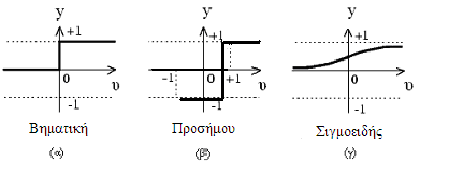 y y y
+1 +1 +1
0 υ -1 0 +1 υ 0 υ
-1 -1 -1
Βηματική Προσήμου Σιγμοειδής
(α) (β) (γ)